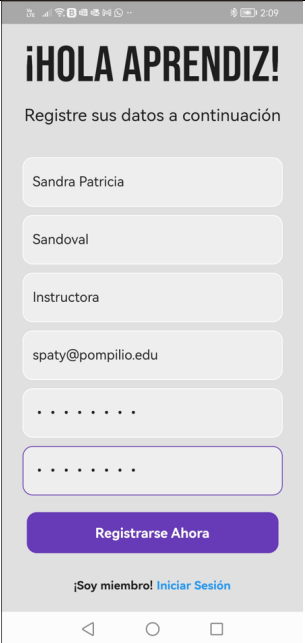 2:09
¡HOLA APRENDIZ!
Registre sus datos a continuación
Sandra Patricia
Sandoval
Instructora
spaty@pompilio.edu
• • • • • • • •
• • • • • • • •
Registrarse Ahora
¡Soy miembro! Iniciar Sesión